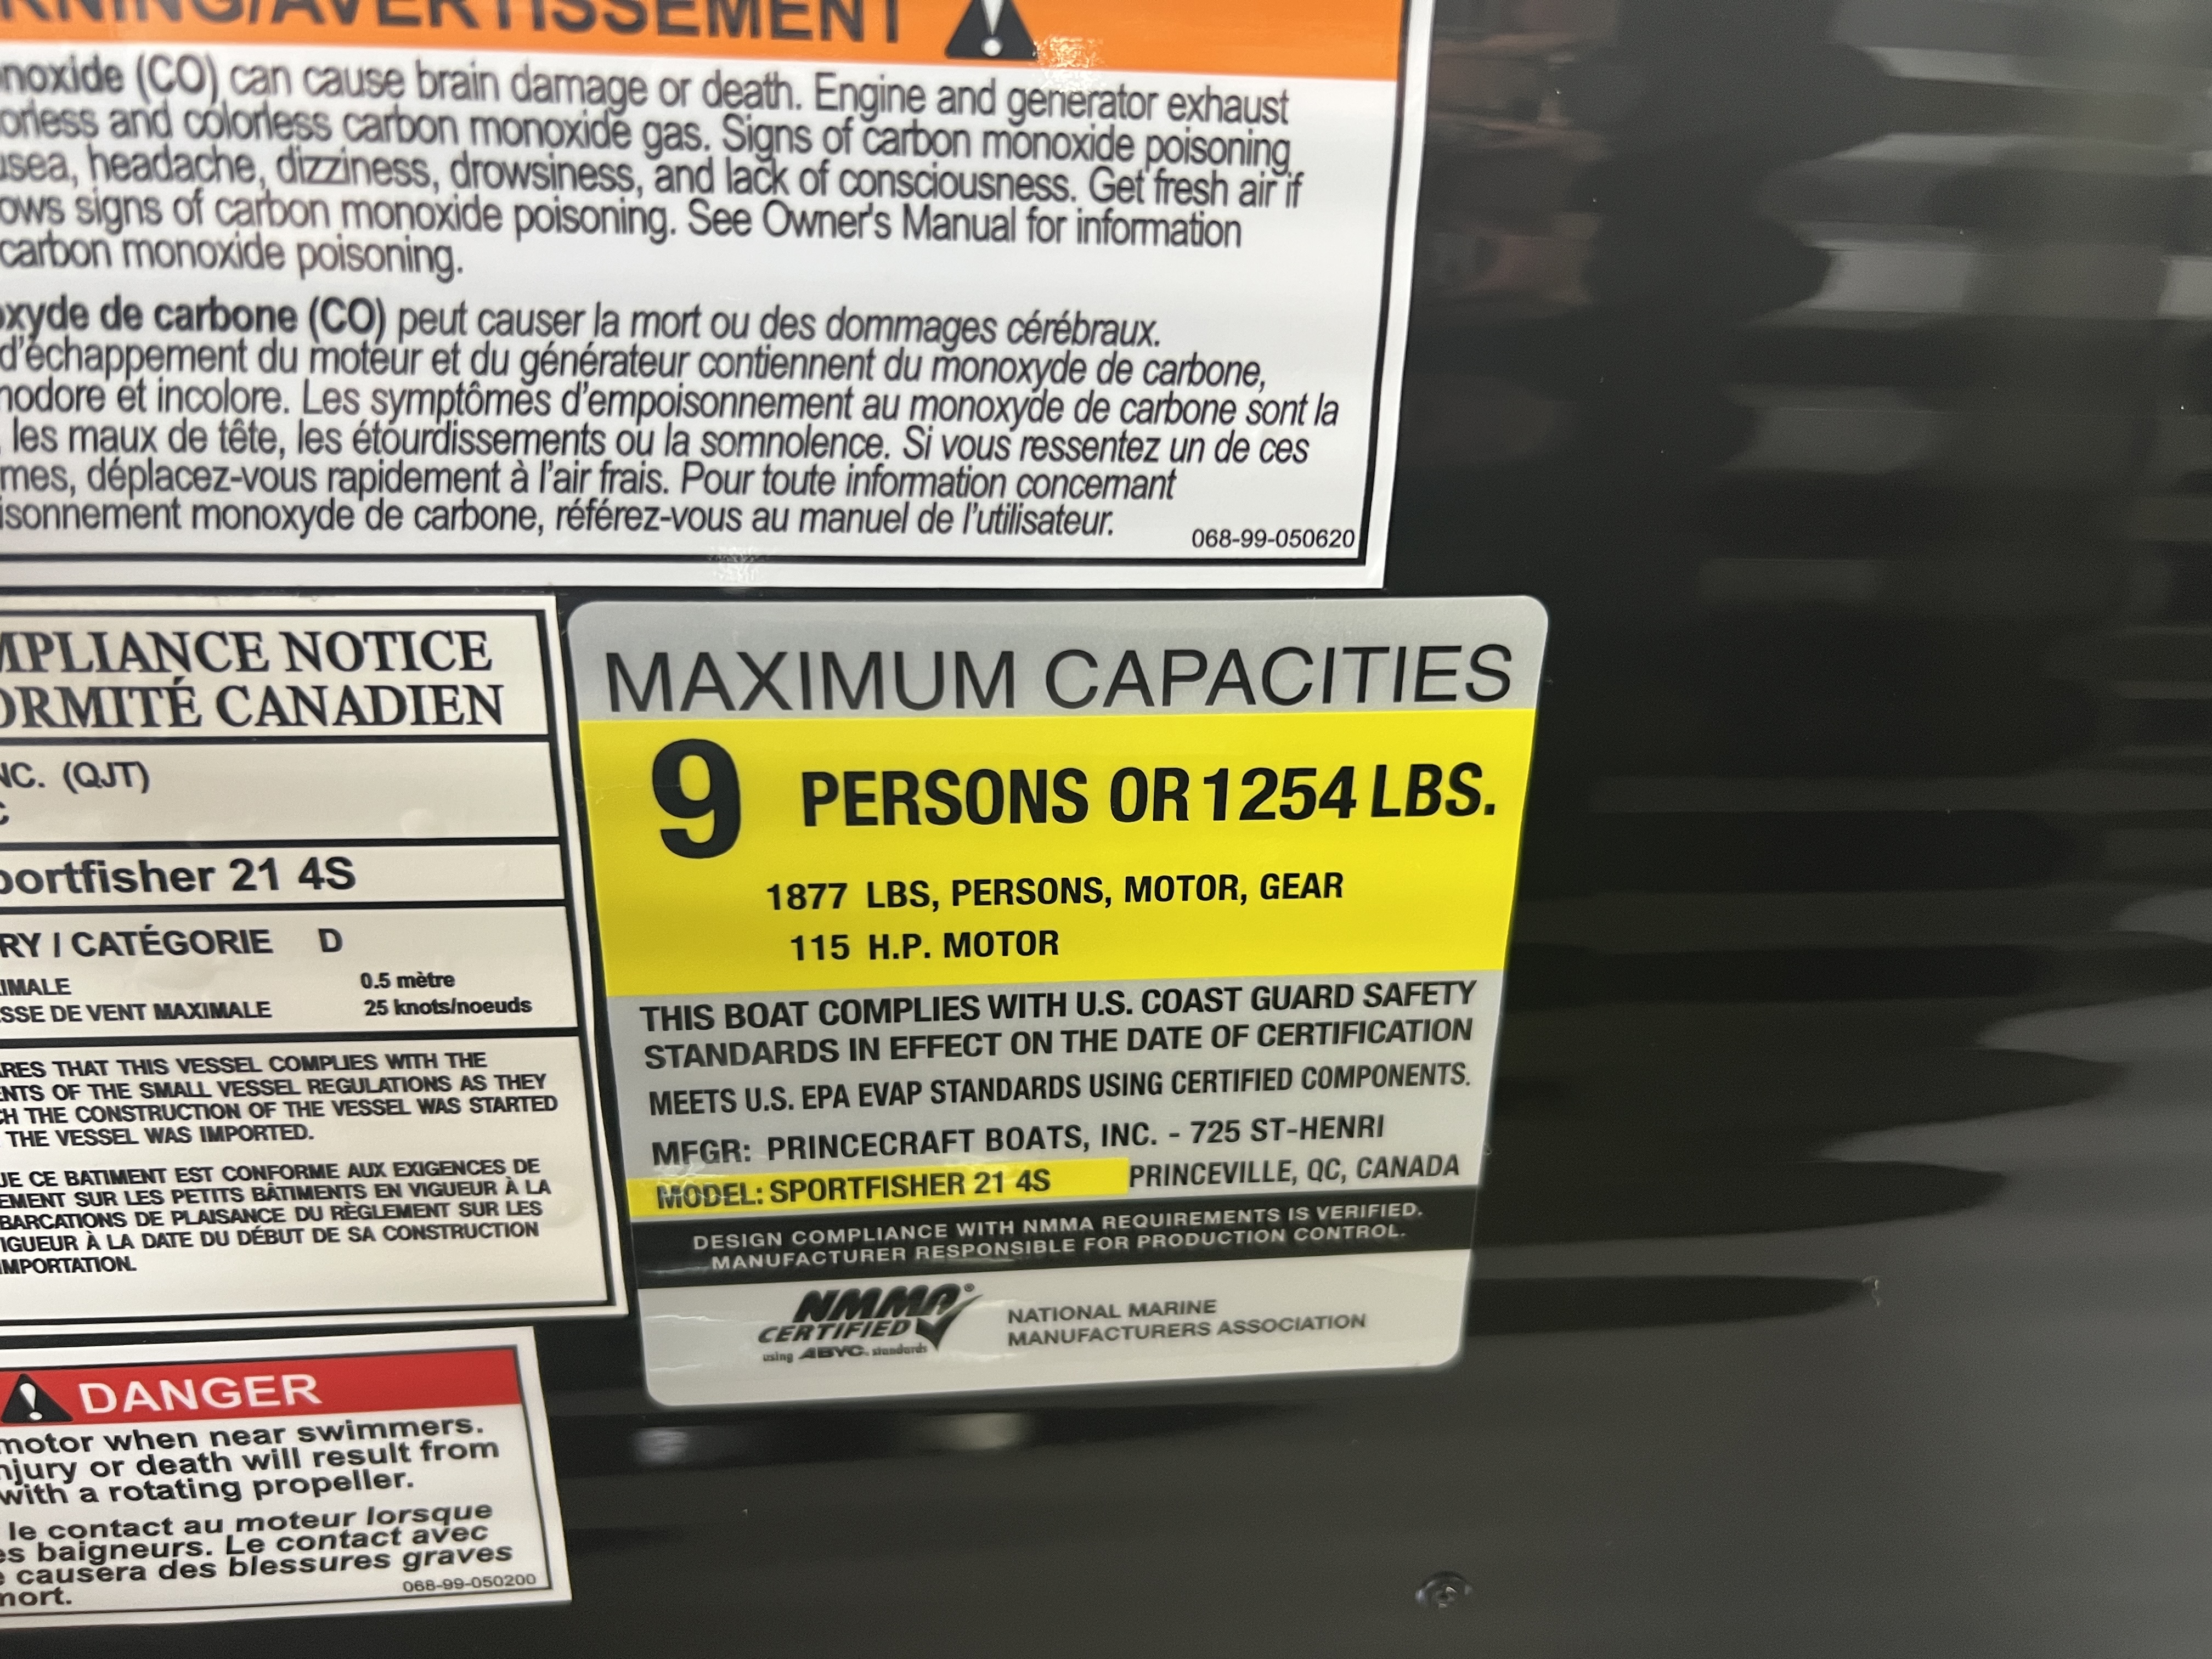 RNING/AVERTISSEMENT
noxide (CO) can cause brain damage or death. Engine and generator exhaust
orless and colorless carbon monoxide gas. Signs of carbon monoxide poisoning
usea, headache, dizziness, drowsiness, and lack of consciousness. Get fresh air if
ows signs of carbon monoxide poisoning. See Owner's Manual for information
carbon monoxide poisoning.
oxyde de carbone (CO) peut causer la mort ou des dommages cérébraux.
d'échappement du moteur et du générateur contiennent du monoxyde de carbone,
nodore et incolore. Les symptômes d'empoisonnement au monoxyde de carbone sont la
, les maux de tête, les étourdissements ou la somnolence. Si vous ressentez un de ces
mes, déplacez-vous rapidement à l'air frais. Pour toute information concernant
isonnement monoxyde de carbone, référez-vous au manuel de l'utilisateur.
068-99-050620
MPLIANCE NOTICE
ORMITÉ CANADIEN
NC. (QJT)
C
portfisher 21 4S
RY / CATÉGORIE D
IMALE 0.5 mètre
SSE DE VENT MAXIMALE 25 knots/noeuds
RES THAT THIS VESSEL COMPLIES WITH THE
NTS OF THE SMALL VESSEL REGULATIONS AS THEY
CH THE CONSTRUCTION OF THE VESSEL WAS STARTED
THE VESSEL WAS IMPORTED.
UE CE BATIMENT EST CONFORME AUX EXIGENCES DE
EMENT SUR LES PETITS BÂTIMENTS EN VIGUEUR À LA
BARCATIONS DE PLAISANCE DU RÈGLEMENT SUR LES
IGUEUR À LA DATE DU DÉBUT DE SA CONSTRUCTION
IMPORTATION.
MAXIMUM CAPACITIES
9 PERSONS OR 1254 LBS.
1877 LBS, PERSONS, MOTOR, GEAR
115 H.P. MOTOR
THIS BOAT COMPLIES WITH U.S. COAST GUARD SAFETY
STANDARDS IN EFFECT ON THE DATE OF CERTIFICATION
MEETS U.S. EPA EVAP STANDARDS USING CERTIFIED COMPONENTS.
MFGR: PRINCECRAFT BOATS, INC. - 725 ST-HENRI
MODEL: SPORTFISHER 21 4S PRINCEVILLE, QC, CANADA
DESIGN COMPLIANCE WITH NMMA REQUIREMENTS IS VERIFIED.
MANUFACTURER RESPONSIBLE FOR PRODUCTION CONTROL.
NMMA®
CERTIFIED
using ABYC. standards
NATIONAL MARINE
MANUFACTURERS ASSOCIATION
DANGER
motor when near swimmers.
njury or death will result from
with a rotating propeller.
le contact au moteur lorsque
es baigneurs. Le contact avec
e causera des blessures graves
mort.
068-99-050200